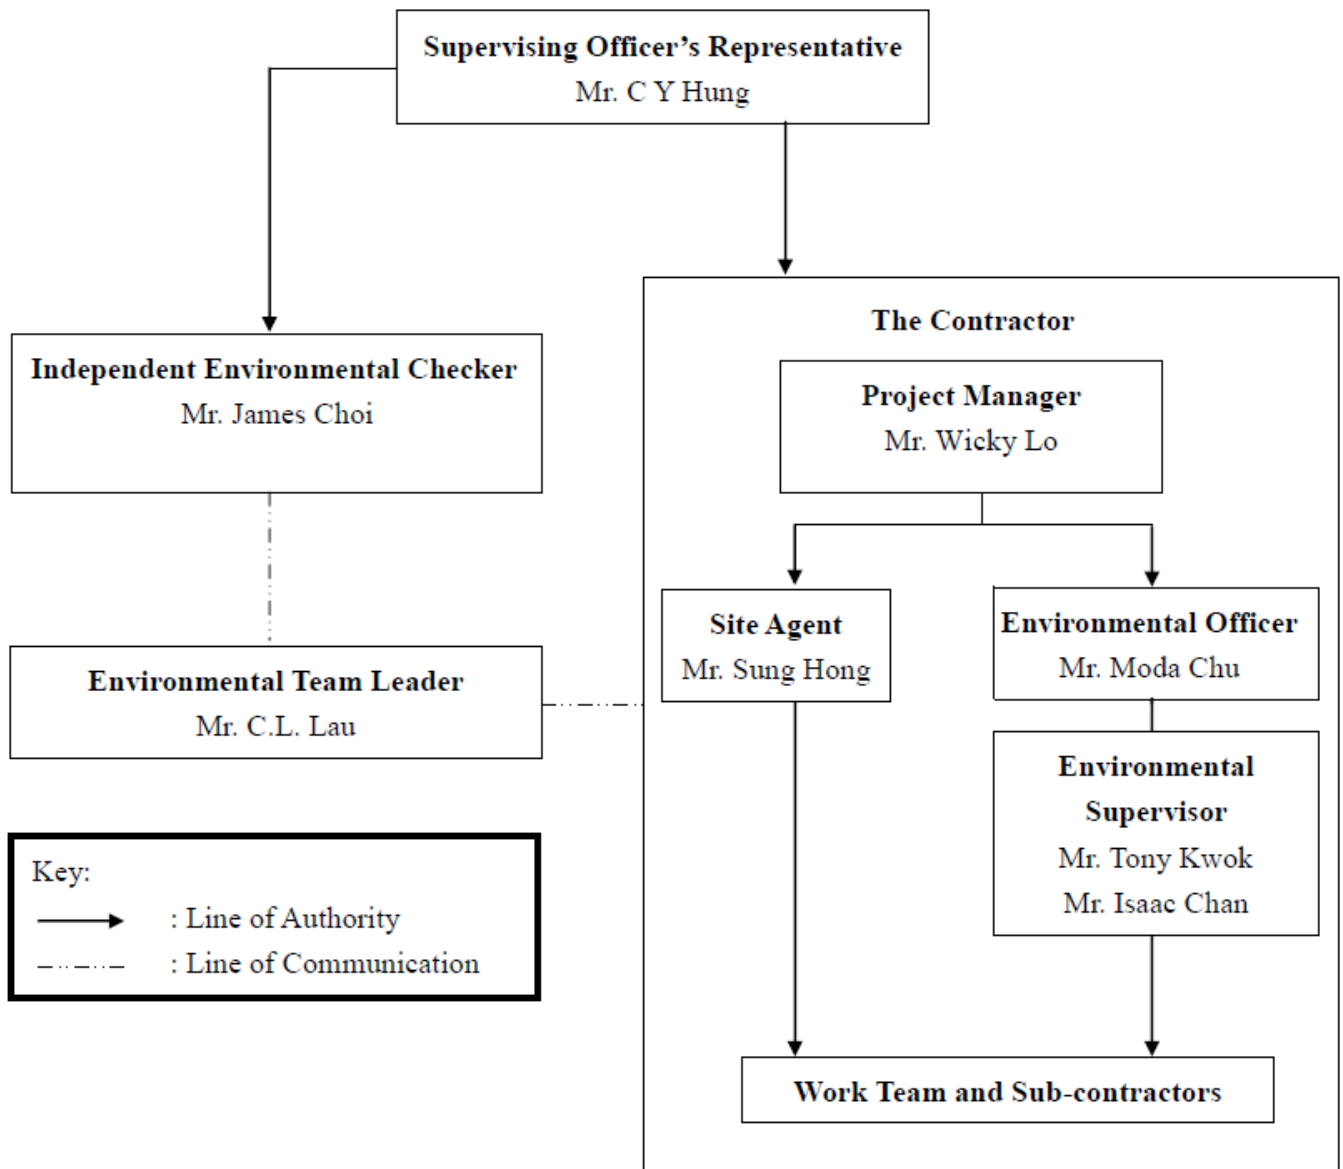 Supervising Officer’s Representative
Mr. C Y Hung
Independent Environmental Checker
Mr. James Choi
Environmental Team Leader
Mr. C.L. Lau
The Contractor
Project Manager
Mr. Wicky Lo
Site Agent
Mr. Sung Hong
Environmental Officer
Mr. Moda Chu
Environmental
Supervisor
Mr. Tony Kwok
Mr. Isaac Chan
Work Team and Sub-contractors
Key:
: Line of Authority
: Line of Communication